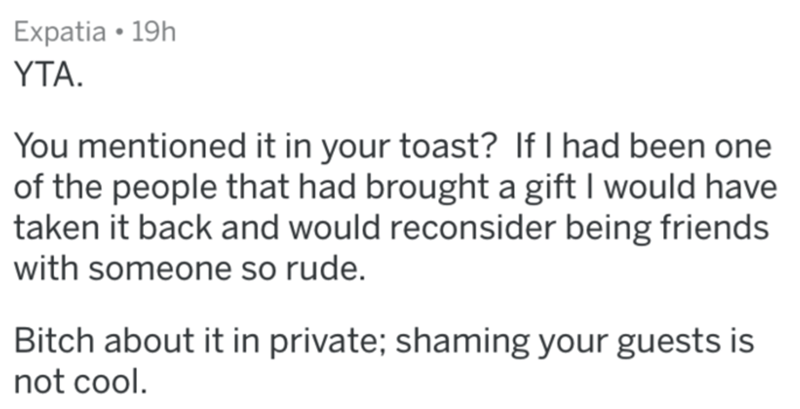 Expatia • 19h
YTA.
You mentioned it in your toast? If I had been one
of the people that had brought a gift I would have
taken it back and would reconsider being friends
with someone so rude.
Bitch about it in private; shaming your guests is
not cool.